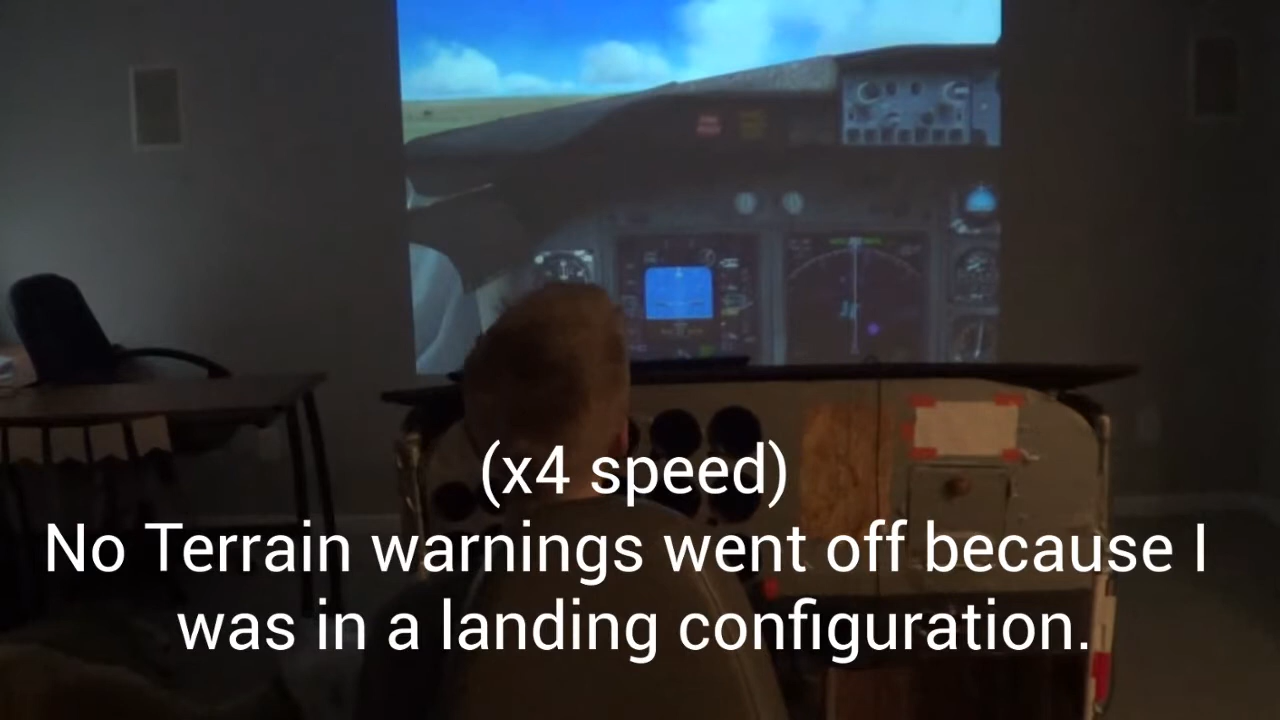 (x4 speed)
No Terrain warnings went off because I
was in a landing configuration.